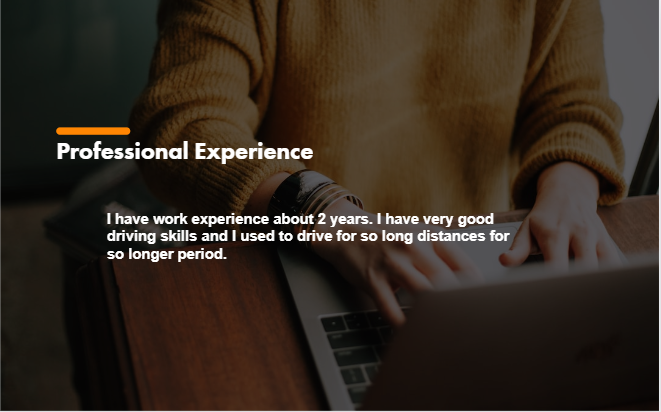 Professional Experience
I have work experience about 2 years. I have very good
driving skills and I used to drive for so long distances for
so longer period.